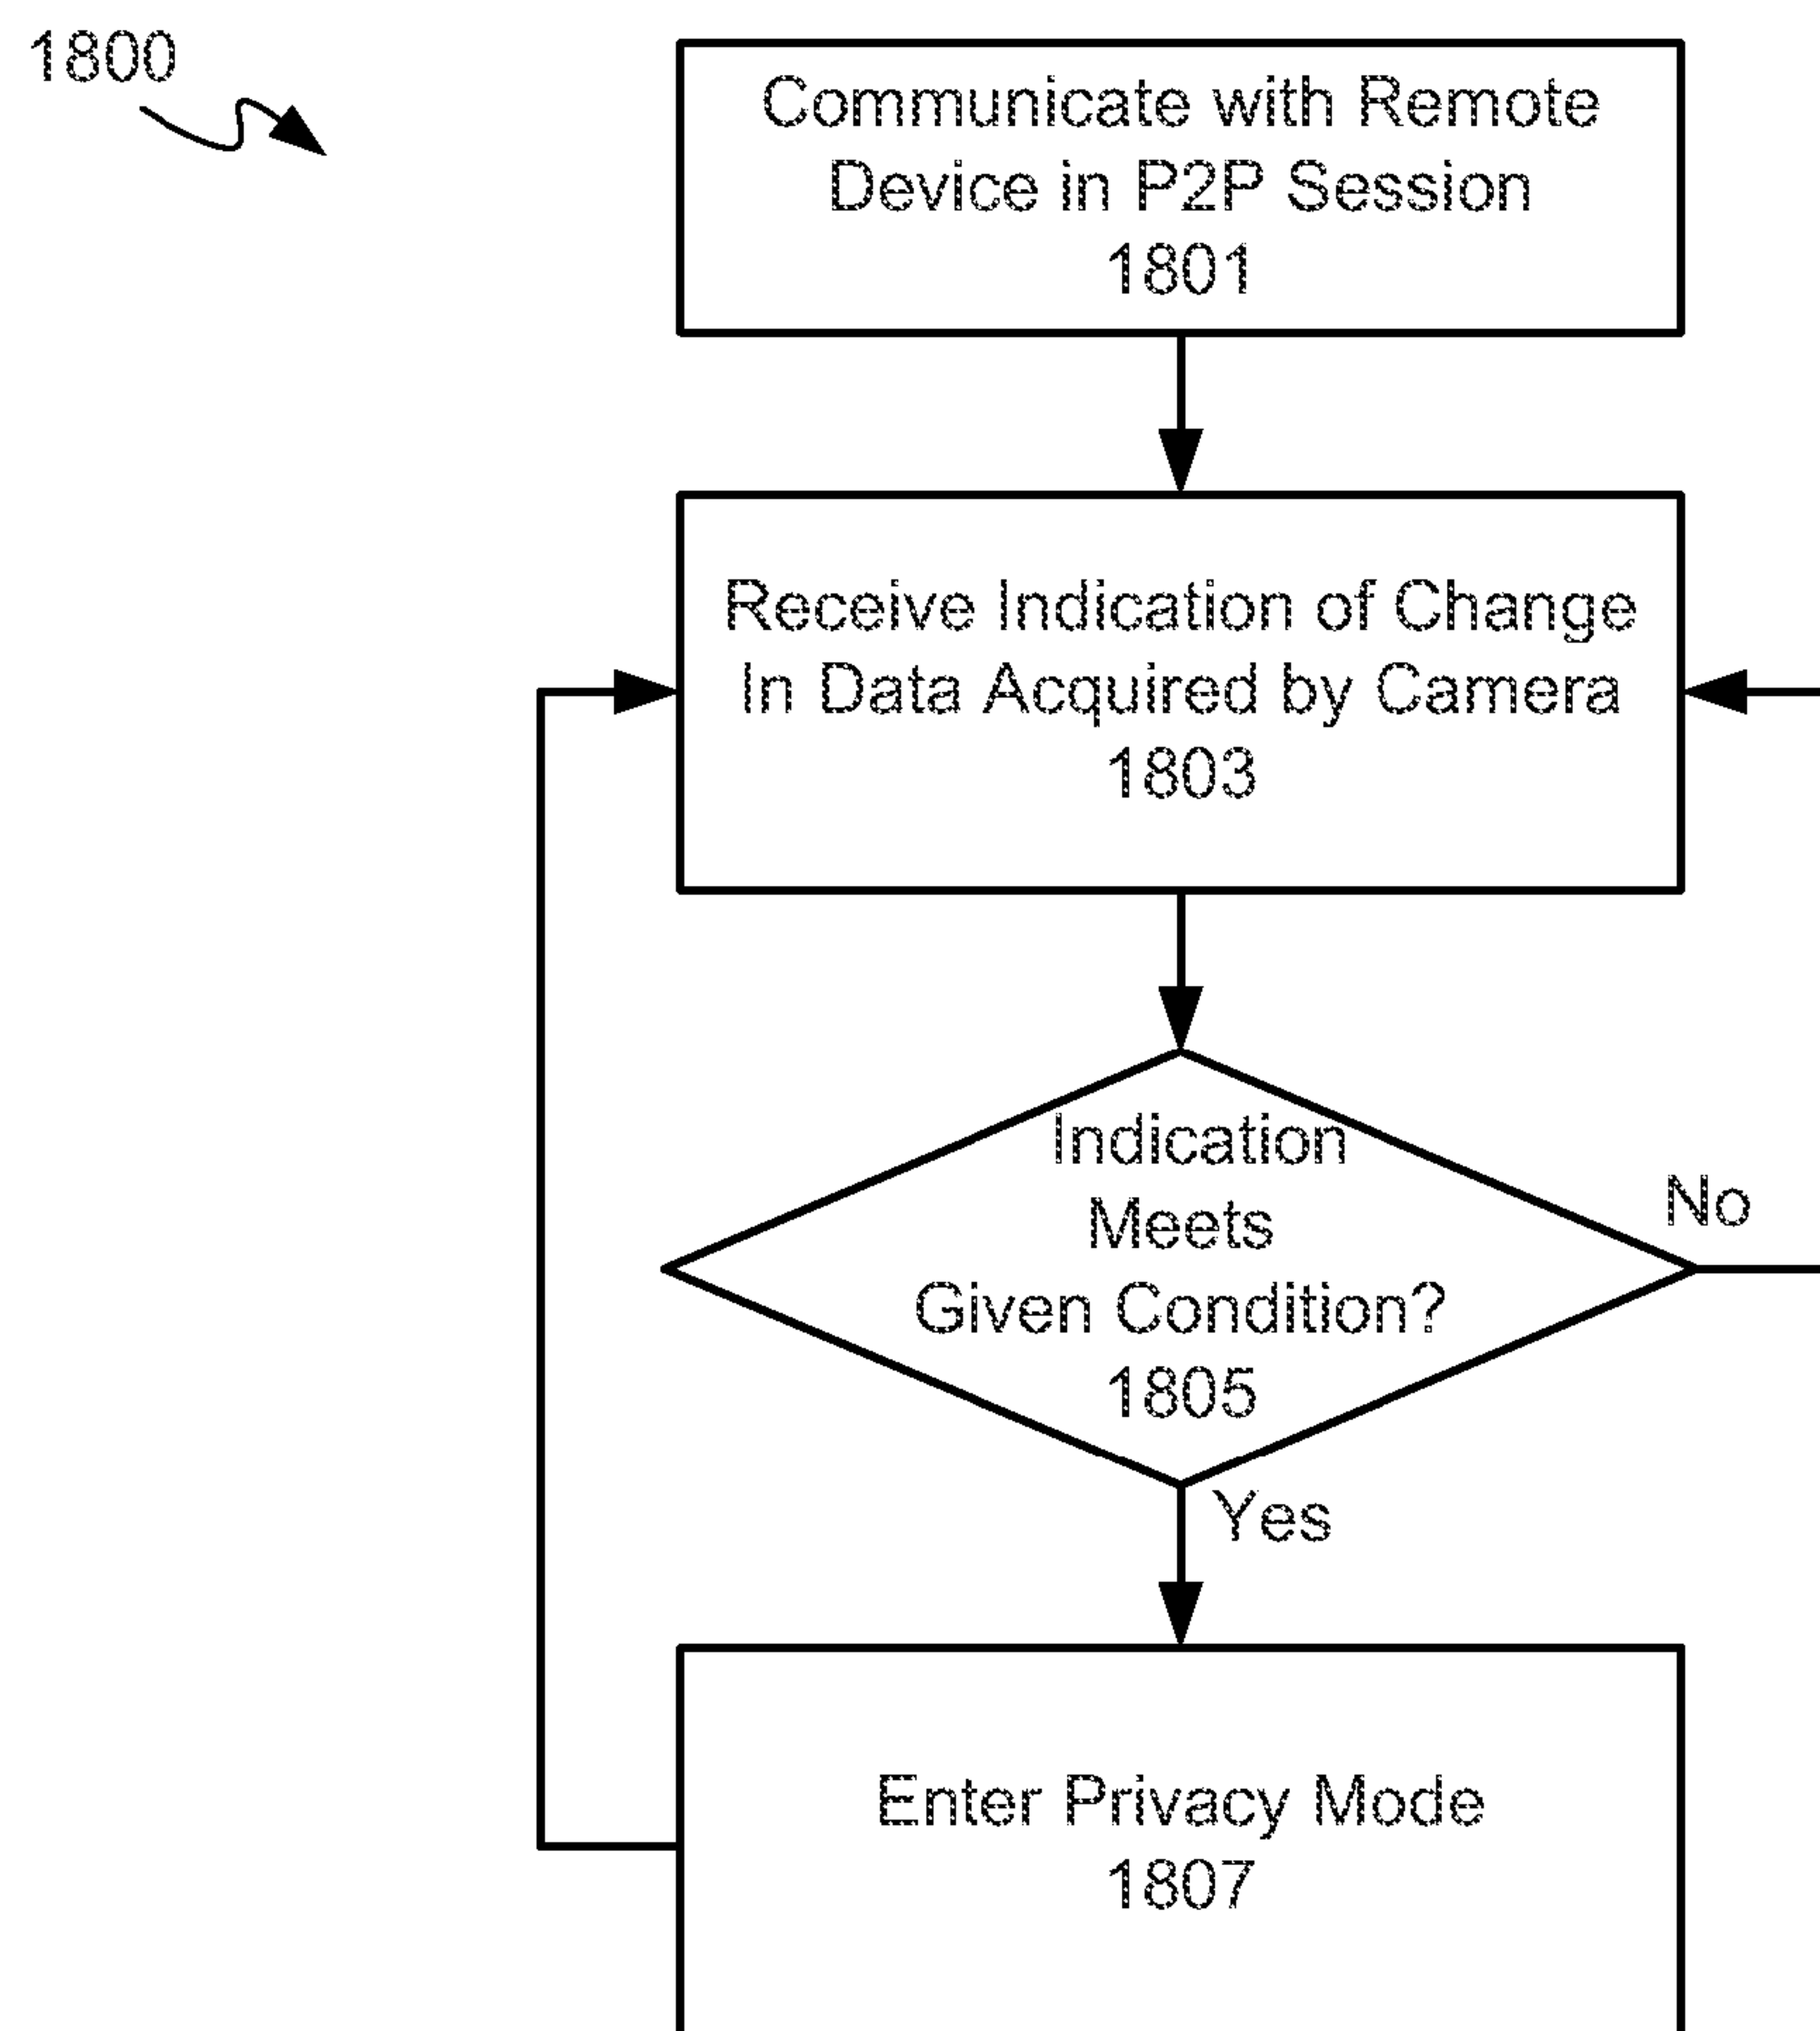 1800
Communicate with Remote
Device in P2P Session
1801
Receive Indication of Change
In Data Acquired by Camera
1803
Indication
Meets
Given Condition?
1805
No
Yes
Enter Privacy Mode
1807